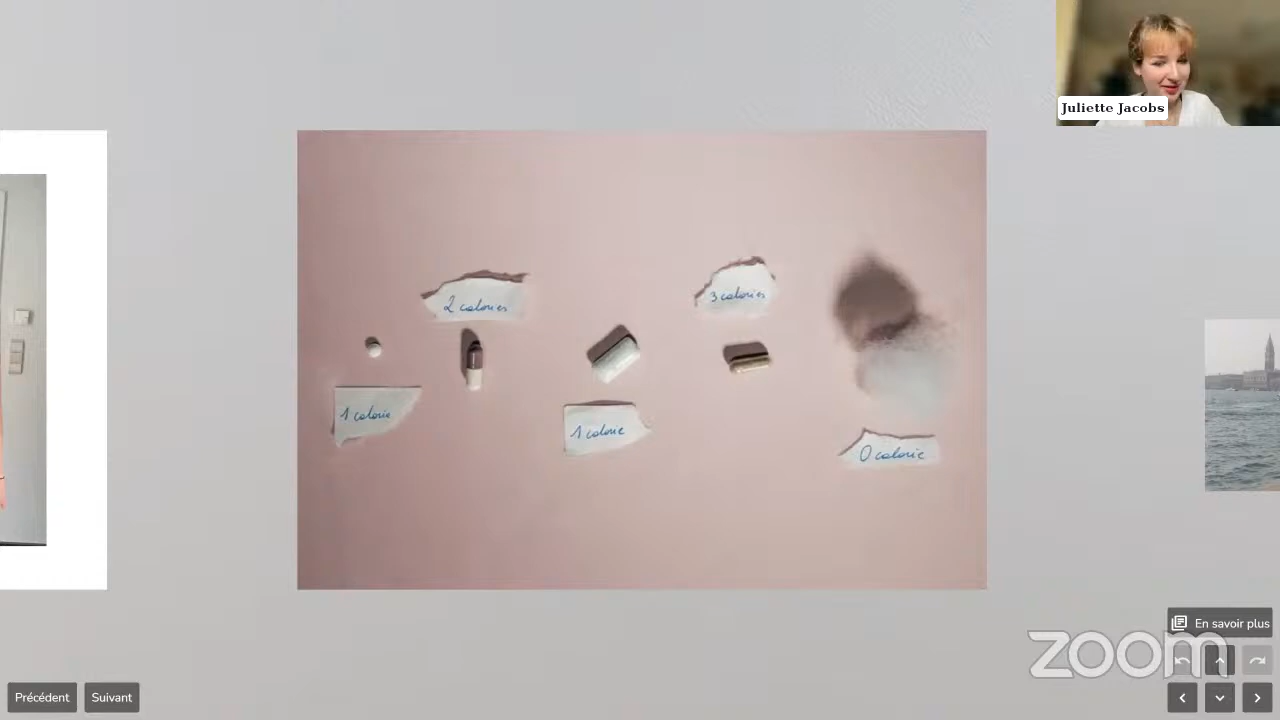 Juliette Jacobs
2 calories
3 calories
1 calorie
1 calorie
0 calorie
En savoir plus
zoom
Précédent
Suivant